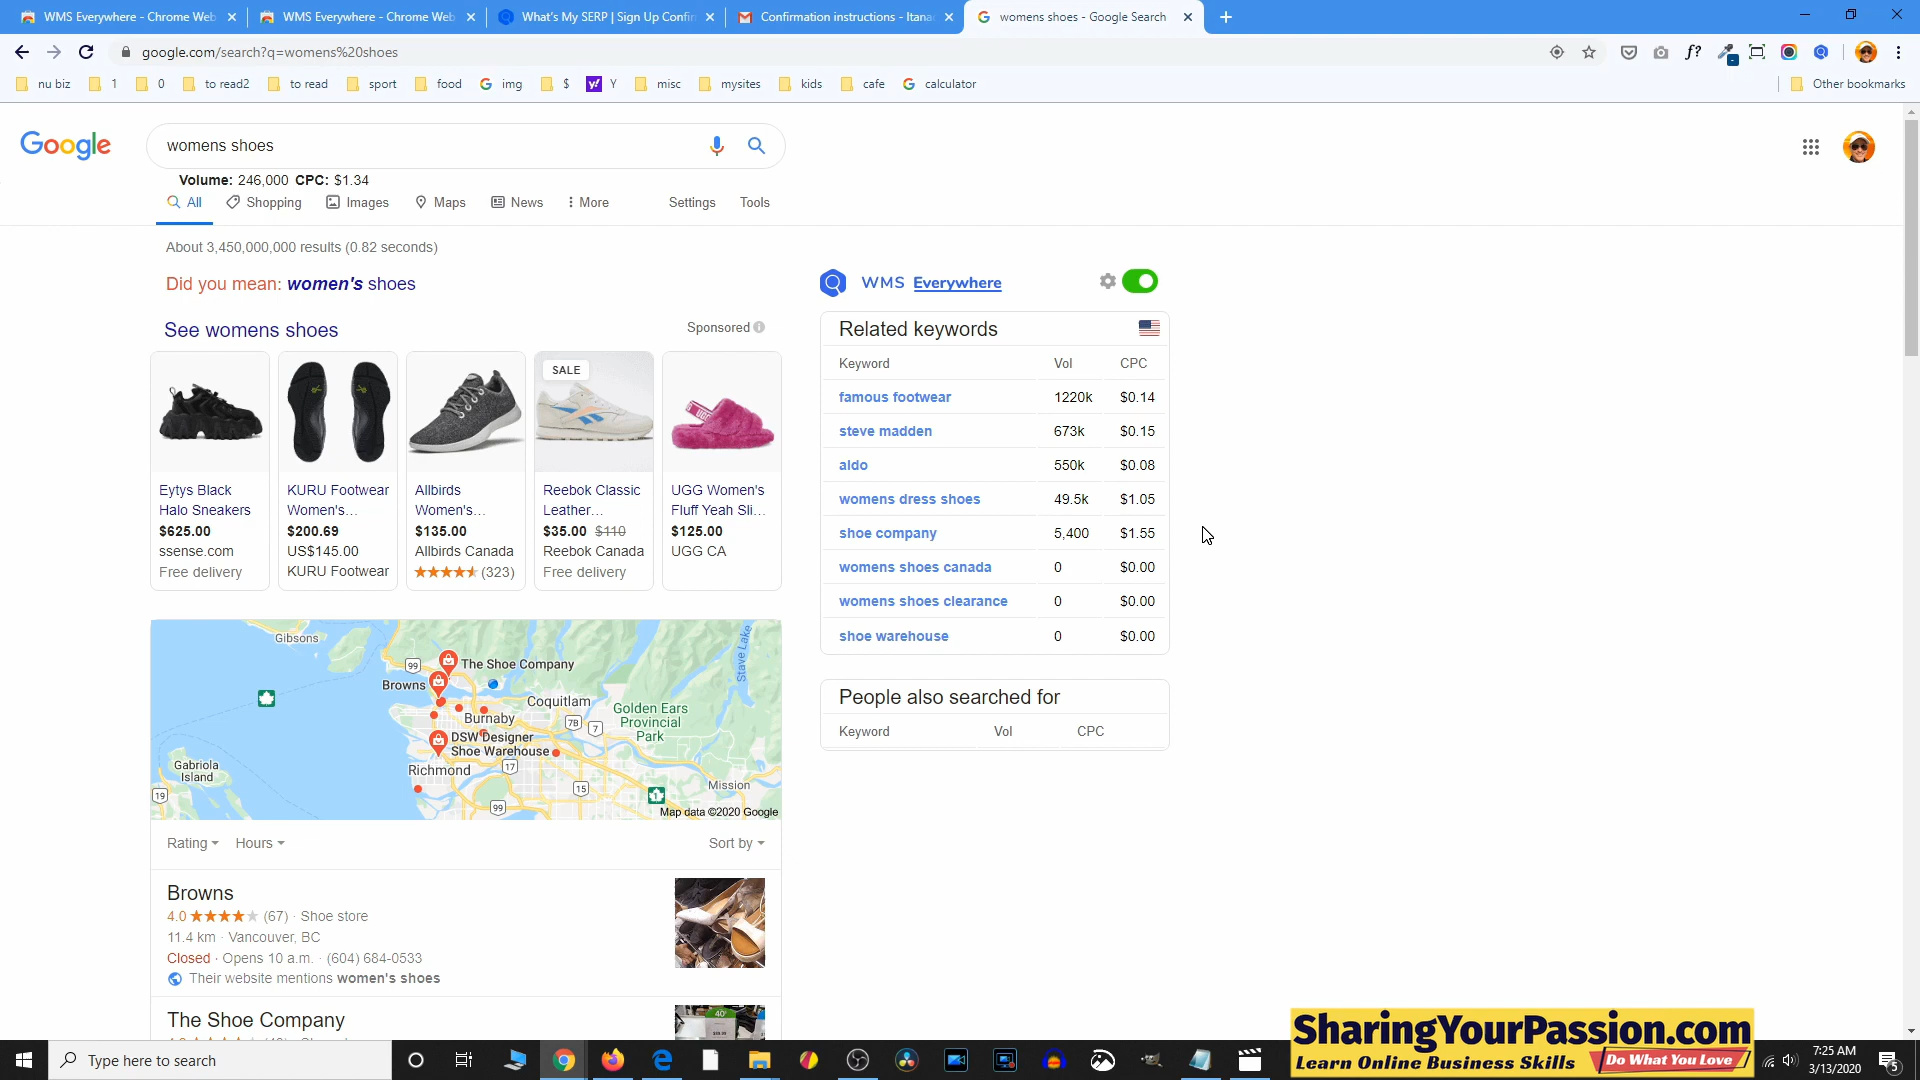 WMS Everywhere - Chrome Web
WMS Everywhere - Chrome Web
What's My SERP | Sign Up Confir
Confirmation instructions - Itana
womens shoes - Google Search
google.com/search?q=womens%20shoes
nu biz
1
0
to read2
to read
sport
food
img
$
Y
misc
mysites
kids
cafe
calculator
Other bookmarks
Google
womens shoes
Volume: 246,000 CPC: $1.34
All
Shopping
Images
Maps
News
More
Settings
Tools
About 3,450,000,000 results (0.82 seconds)
Did you mean: women's shoes
See womens shoes
Sponsored
Eytys Black
Halo Sneakers
$625.00
ssense.com
Free delivery
KURU Footwear
Women's...
$200.69
US$145.00
KURU Footwear
Allbirds
Women's...
$135.00
Allbirds Canada
(323)
SALE
Reebok Classic
Leather...
$35.00 $110
Reebok Canada
Free delivery
UGG Women's
Fluff Yeah Sli...
$125.00
UGG CA
WMS Everywhere
Related keywords
Keyword Vol CPC
famous footwear 1220k $0.14
steve madden 673k $0.15
aldo 550k $0.08
womens dress shoes 49.5k $1.05
shoe company 5,400 $1.55
womens shoes canada 0 $0.00
womens shoes clearance 0 $0.00
shoe warehouse 0 $0.00
People also searched for
Keyword Vol CPC
Gibsons
99
The Shoe Company
Stave Lake
Browns
Coquitlam
Golden Ears
Provincial
Park
Burnaby
7B
7
DSW Designer
Shoe Warehouse
Richmond
17
Gabriola
Island
19
15
1
Mission
99
Map data ©2020 Google
Rating
Hours
Sort by
Browns
4.0 (67) · Shoe store
11.4 km · Vancouver, BC
Closed · Opens 10 a.m. · (604) 684-0533
Their website mentions women's shoes
The Shoe Company
SharingYourPassion.com
Learn Online Business Skills
Do What You Love
Type here to search
7:25 AM
3/13/2020
5